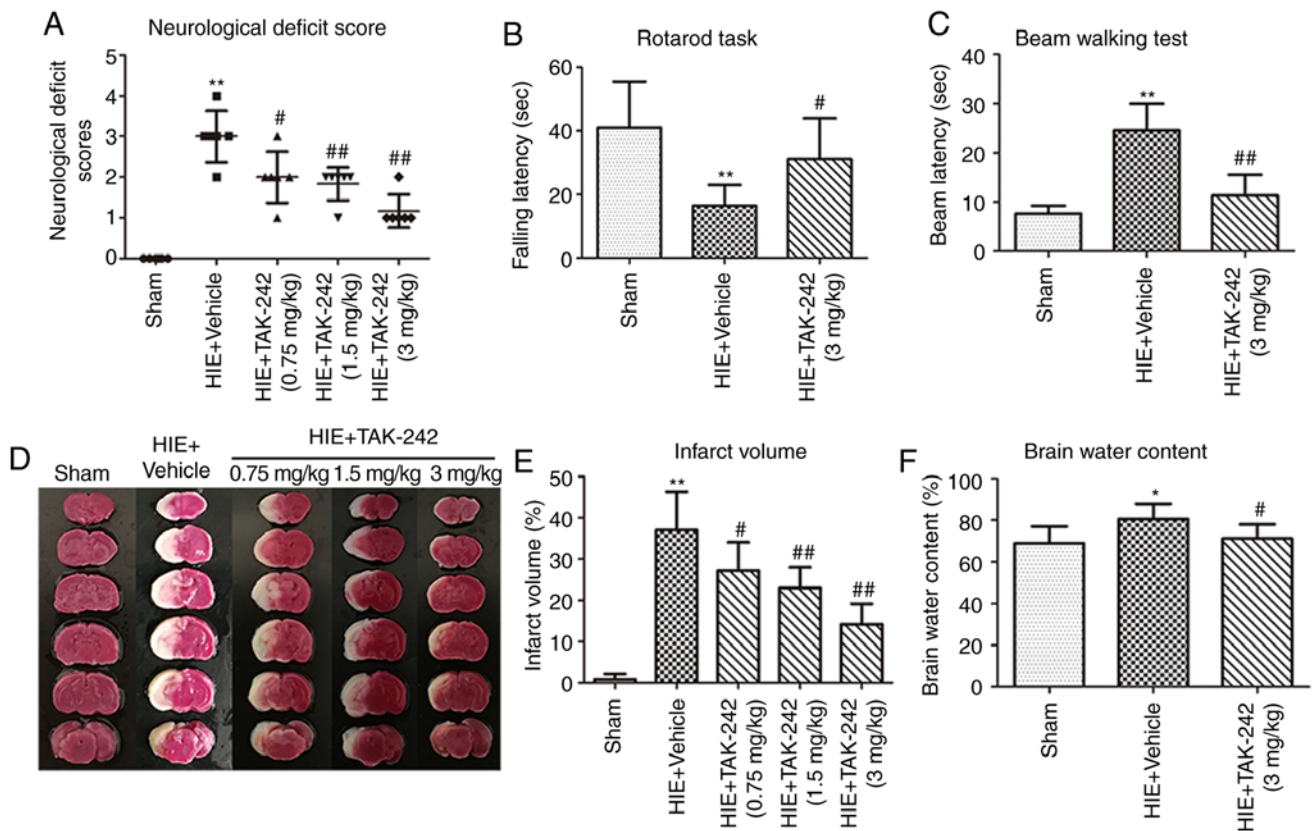 A
Neurological deficit score
Neurological deficit
scores
5
4
3
2
1
0
**
#
##
##
Sham
HIE+Vehicle
HIE+TAK-242
(0.75 mg/kg)
HIE+TAK-242
(1.5 mg/kg)
HIE+TAK-242
(3 mg/kg)
B
Rotarod task
Falling latency (sec)
60
40
20
0
**
#
Sham
HIE+Vehicle
HIE+TAK-242
(3 mg/kg)
C
Beam walking test
Beam latency (sec)
40
30
20
10
0
**
##
Sham
HIE+Vehicle
HIE+TAK-242
(3 mg/kg)
D
Sham
HIE+
Vehicle
HIE+TAK-242
0.75 mg/kg 1.5 mg/kg 3 mg/kg
E
Infarct volume
Infarct volume (%)
50
40
30
20
10
0
**
#
##
##
Sham
HIE+Vehicle
HIE+TAK-242
(0.75 mg/kg)
HIE+TAK-242
(1.5 mg/kg)
HIE+TAK-242
(3 mg/kg)
F
Brain water content
Brain water content (%)
100
80
60
40
20
0
*
#
Sham
HIE+Vehicle
HIE+TAK-242
(3 mg/kg)